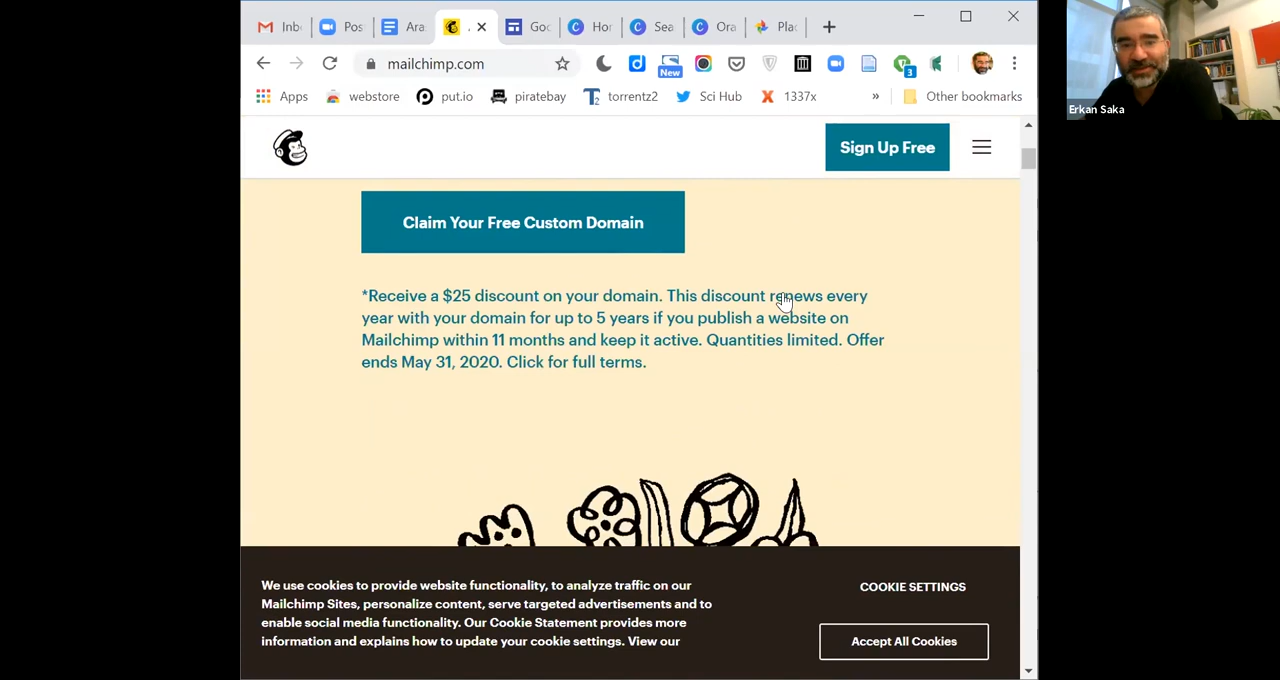 Inb Pos Ara Goo Hor Sea Ora Plac
mailchimp.com
New
3
Apps webstore put.io piratebay torrentz2 Sci Hub 1337x » Other bookmarks
Erkan Saka
Sign Up Free
Claim Your Free Custom Domain
*Receive a $25 discount on your domain. This discount renews every
year with your domain for up to 5 years if you publish a website on
Mailchimp within 11 months and keep it active. Quantities limited. Offer
ends May 31, 2020. Click for full terms.
We use cookies to provide website functionality, to analyze traffic on our
Mailchimp Sites, personalize content, serve targeted advertisements and to
enable social media functionality. Our Cookie Statement provides more
information and explains how to update your cookie settings. View our
COOKIE SETTINGS
Accept All Cookies